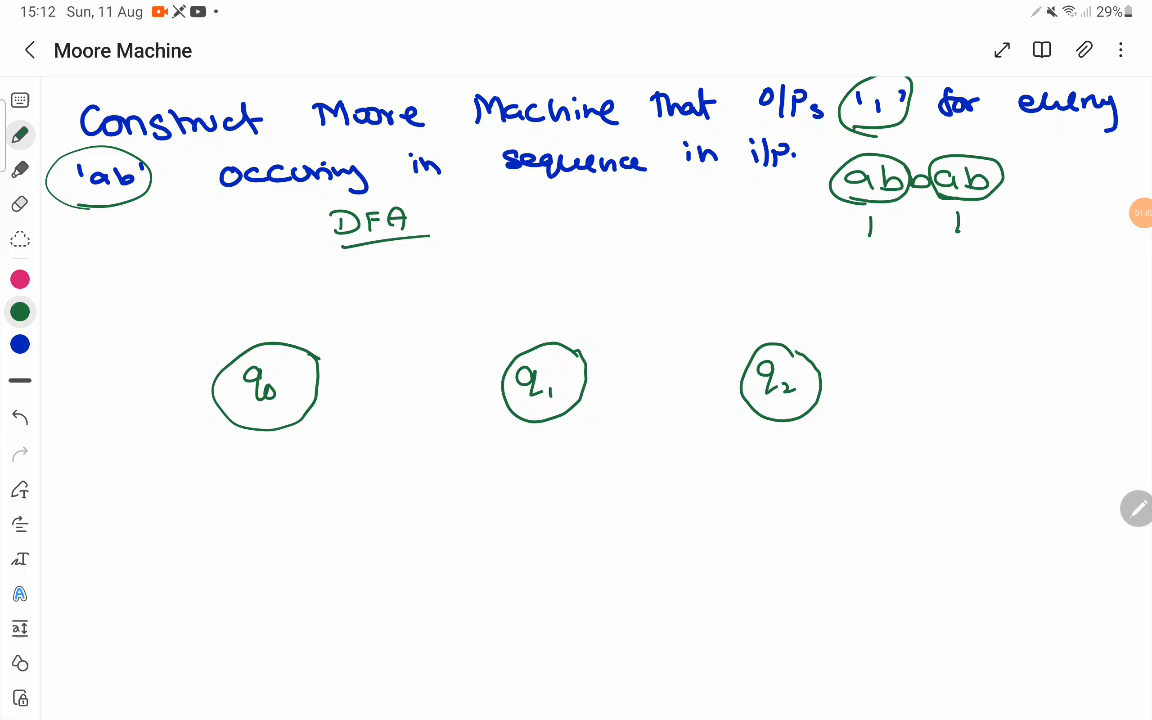 15:12 Sun, 11 Aug 29%
Moore Machine
Construct Moore Machine that O/Ps '1' for every
'ab' occuring in sequence in i/p. abbab
DFA 1 1
q0 q1 q2